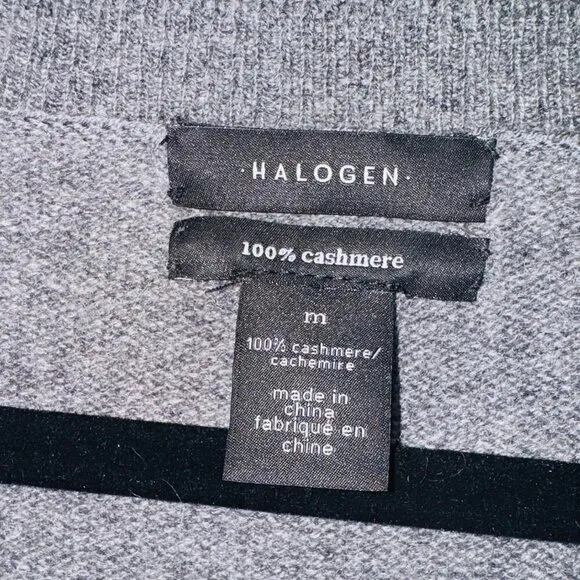 ·HALOGEN·
100% cashmere
m
100% cashmere/
cachemire
made in
china
fabriqué en
chine